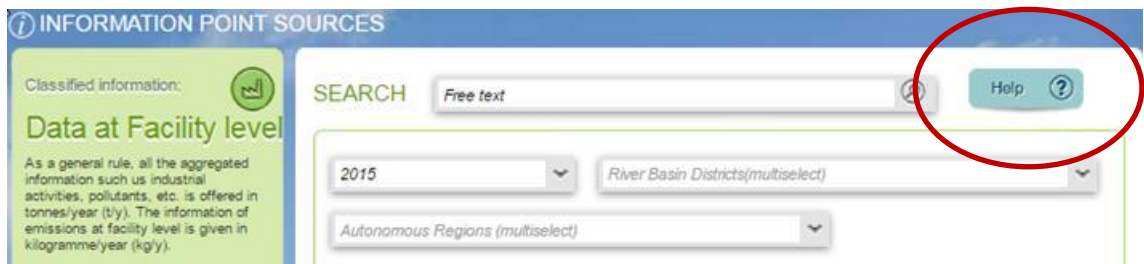 INFORMATION POINT SOURCES
Classified information:
Data at Facility level
As a general rule, all the aggregated
information such us industrial
activities, pollutants, etc. is offered in
tonnes/year (t/y). The information of
emissions at facility level is given in
kilogramme/year (kg/y).
SEARCH
Free text
Help ?
2015
River Basin Districts(multiselect)
Autonomous Regions (multiselect)